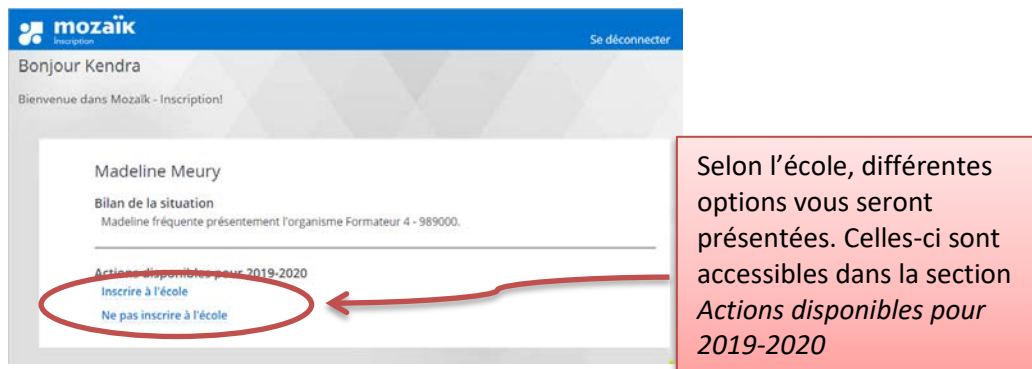 mozaïk
Inscription
Se déconnecter
Bonjour Kendra
Bienvenue dans Mozaïk - Inscription!
Madeline Meury
Bilan de la situation
Madeline fréquente présentement l'organisme Formateur 4 - 989000.
Actions disponibles pour 2019-2020
Inscrire à l'école
Ne pas inscrire à l'école
Selon l’école, différentes
options vous seront
présentées. Celles-ci sont
accessibles dans la section
Actions disponibles pour
2019-2020